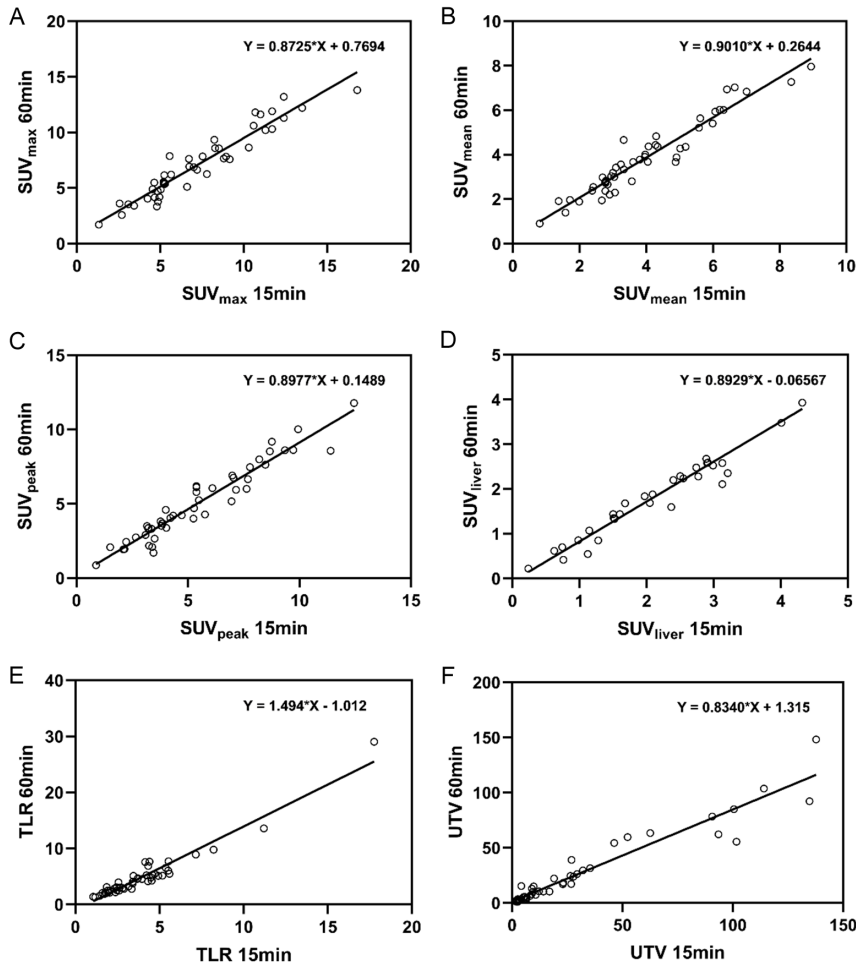 A
Y = 0.8725*X + 0.7694
SUVmax 60min
20
15
10
5
0
0 5 10 15 20
SUVmax 15min
B
Y = 0.9010*X + 0.2644
SUVmean 60min
10
8
6
4
2
0
0 2 4 6 8 10
SUVmean 15min
C
Y = 0.8977*X + 0.1489
SUVpeak 60min
15
10
5
0
0 5 10 15
SUVpeak 15min
D
Y = 0.8929*X - 0.06567
SUVliver 60min
5
4
3
2
1
0
0 1 2 3 4 5
SUVliver 15min
E
Y = 1.494*X - 1.012
TLR 60min
40
30
20
10
0
0 5 10 15 20
TLR 15min
F
Y = 0.8340*X + 1.315
UTV 60min
200
150
100
50
0
0 50 100 150
UTV 15min